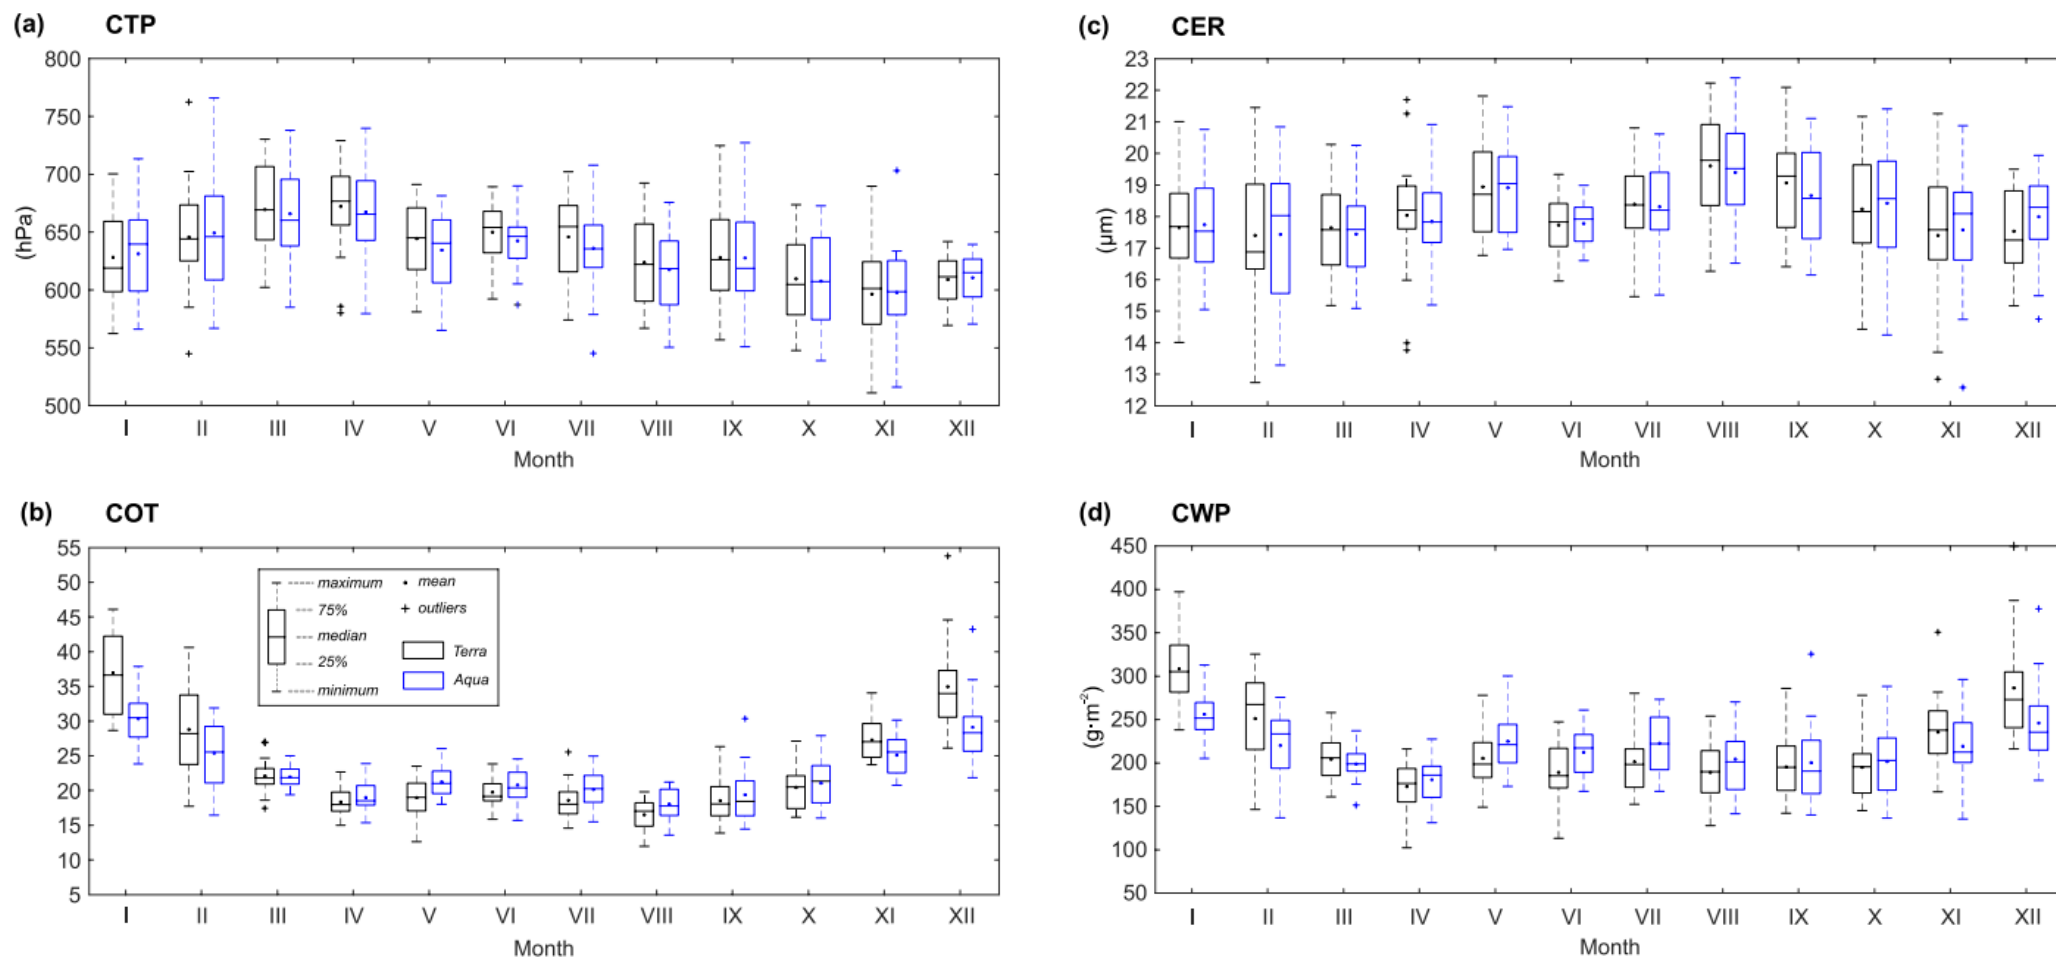 (a) CTP
800
750
700
650
600
550
500
(hPa)
I II III IV V VI VII VIII IX X XI XII
Month
(c) CER
23
22
21
20
19
18
17
16
15
14
13
12
(µm)
I II III IV V VI VII VIII IX X XI XII
Month
(b) COT
55
50
45
40
35
30
25
20
15
10
5
maximum
75%
median
25%
minimum
mean
outliers
Terra
Aqua
I II III IV V VI VII VIII IX X XI XII
Month
(d) CWP
450
400
350
300
250
200
150
100
50
(g·m⁻²)
I II III IV V VI VII VIII IX X XI XII
Month